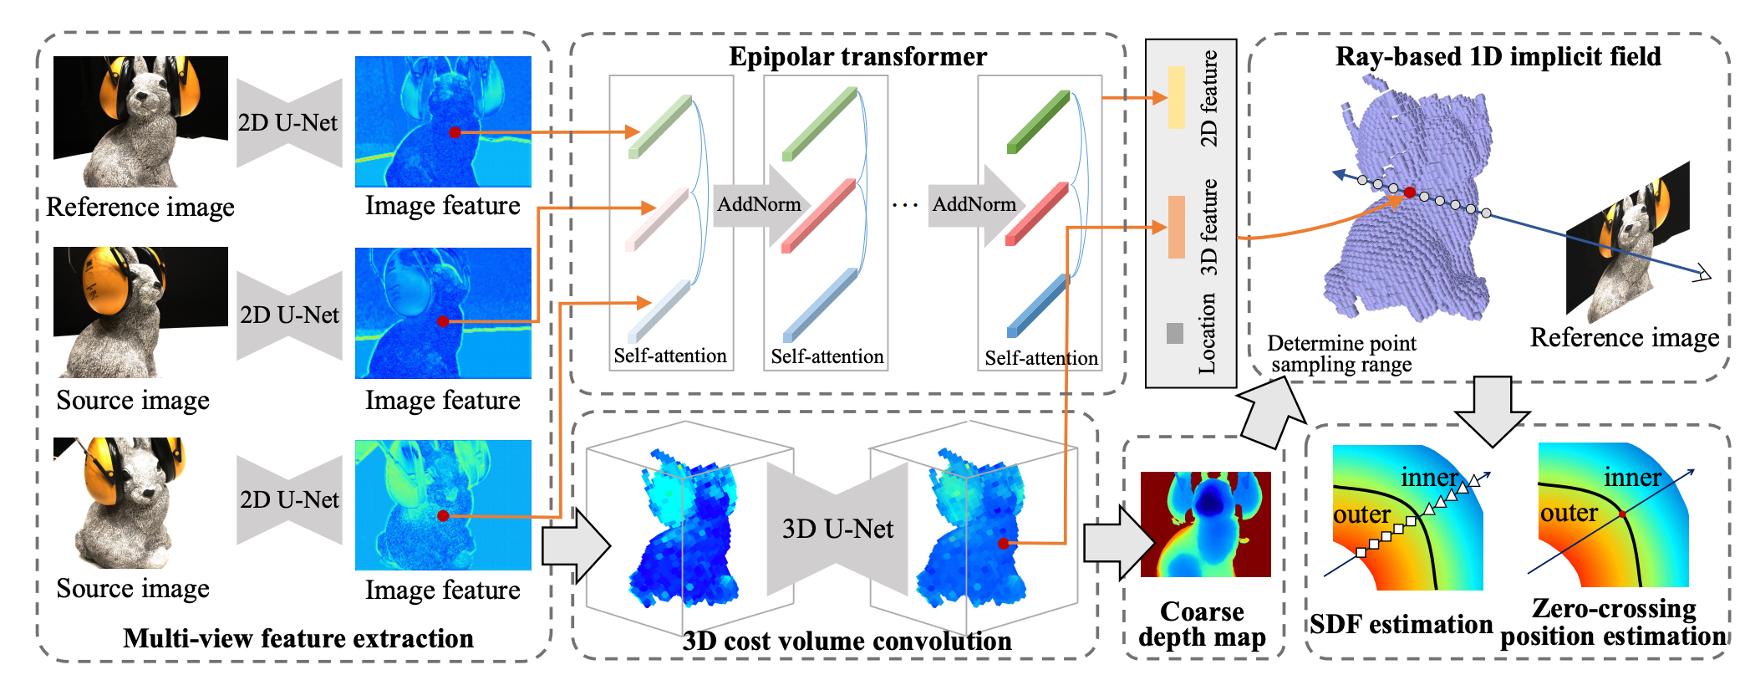 2D U-Net
Reference image
Image feature
2D U-Net
Source image
Image feature
2D U-Net
Source image
Image feature
Multi-view feature extraction
Epipolar transformer
AddNorm
...
AddNorm
Self-attention
Self-attention
Self-attention
3D U-Net
3D cost volume convolution
2D feature
3D feature
Location
Coarse
depth map
Ray-based 1D implicit field
Determine point
sampling range
Reference image
inner
outer
SDF estimation
inner
outer
Zero-crossing
position estimation